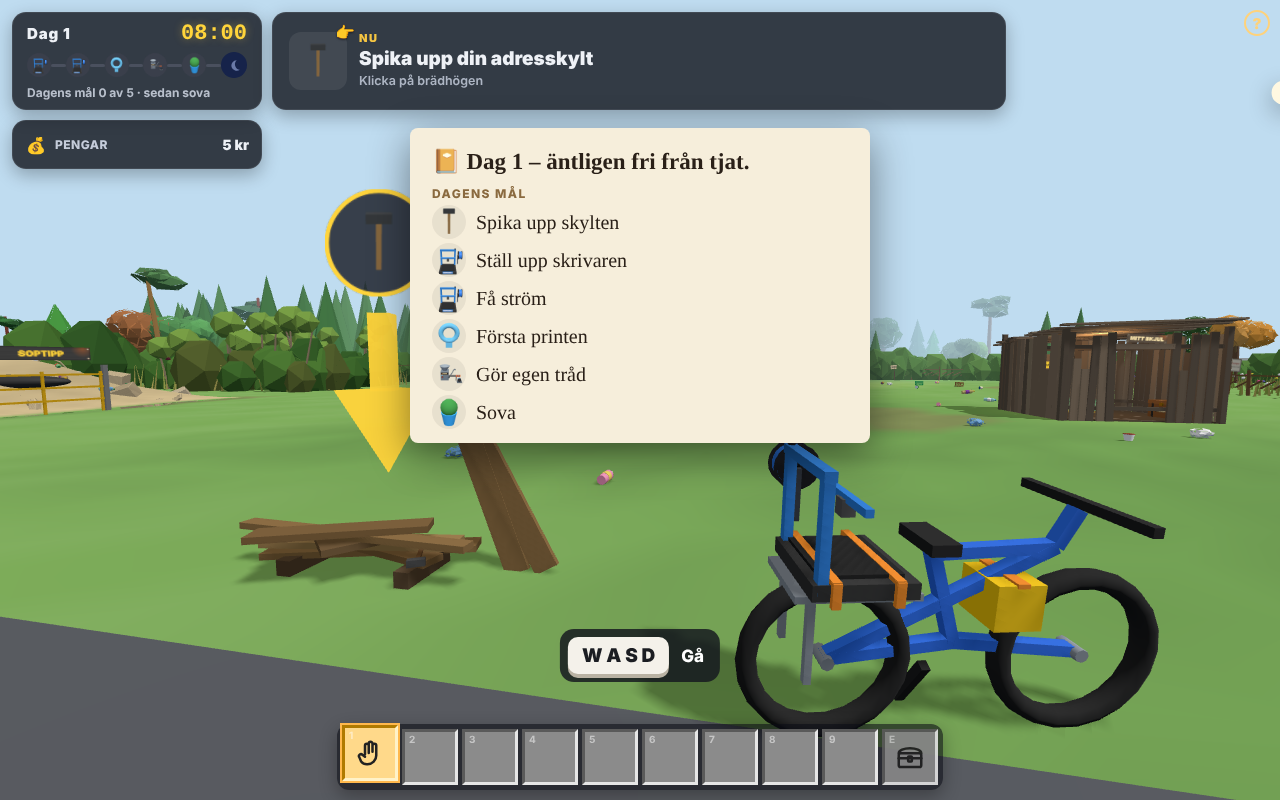 Dag 1
08:00
Dagens mål 0 av 5 · sedan sova
PENGAR
5 kr
NU
Spika upp din adresskylt
Klicka på brädhögen
?
Dag 1 – äntligen fri från tjat.
DAGENS MÅL
Spika upp skylten
Ställ upp skrivaren
Få ström
Första printen
Gör egen tråd
Sova
SOPTIPP
WASD
Gå
1
2
3
4
5
6
7
8
9
E